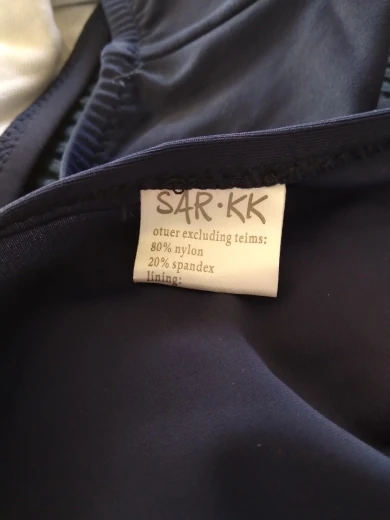 SAR·KK
otuer excluding teims:
80% nylon
20% spandex
lining: